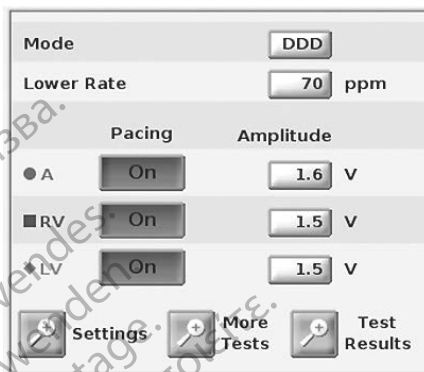 Mode DDD
Lower Rate 70 ppm
Pacing Amplitude
A On 1.6 V
RV On 1.5 V
LV On 1.5 V
Settings More Tests Test Results